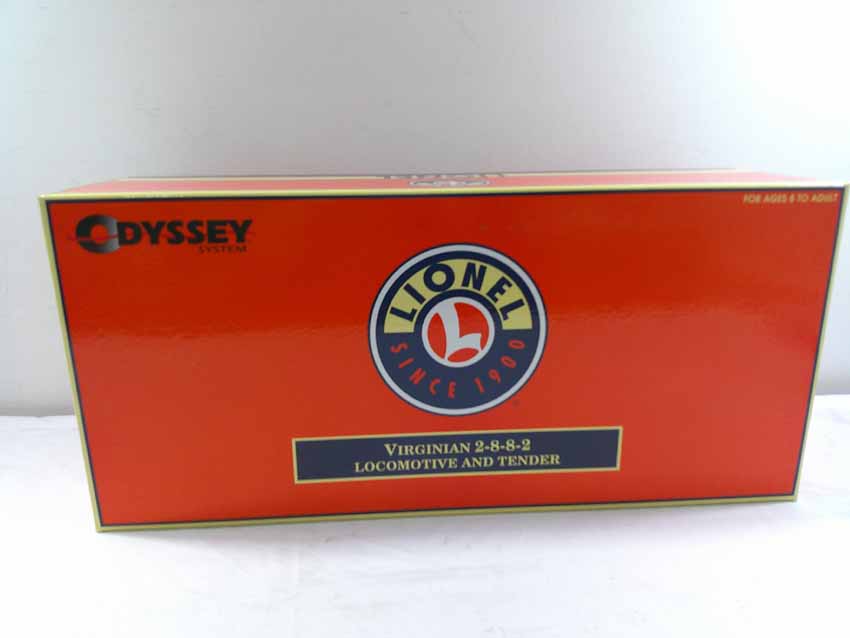 ODYSSEY
SYSTEM
FOR AGES 8 TO ADULT
LIONEL
L
SINCE 1900
VIRGINIAN 2-8-8-2
LOCOMOTIVE AND TENDER